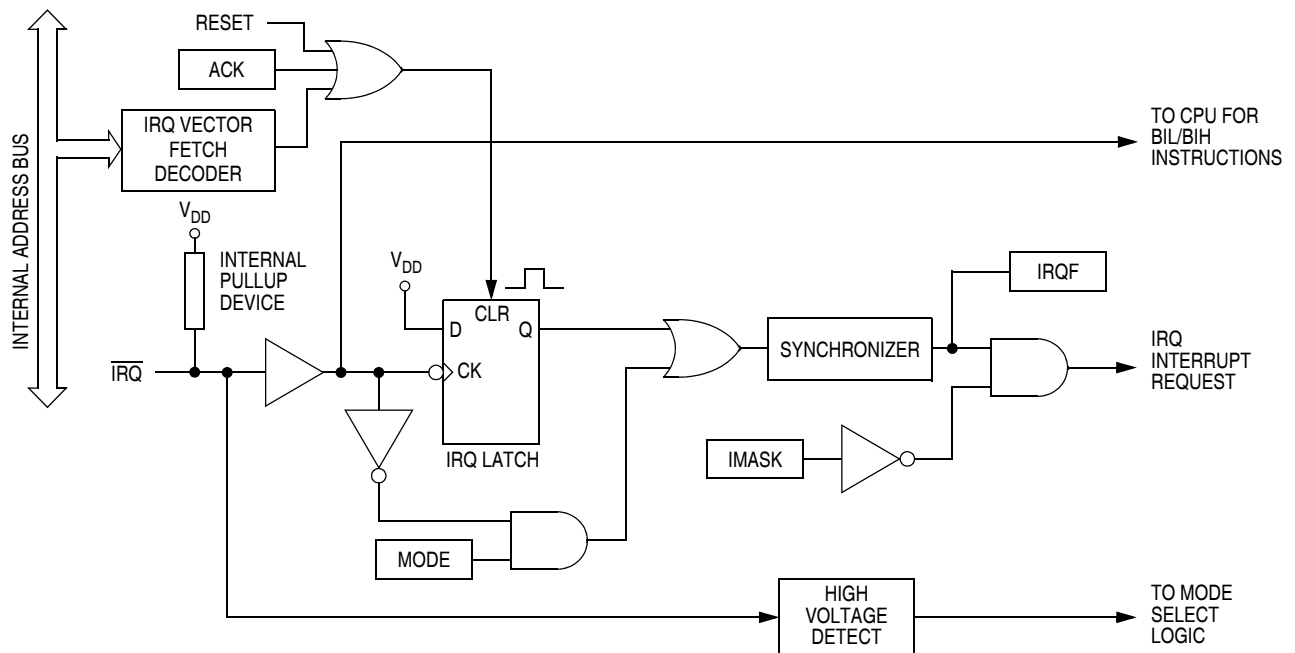 RESET
ACK
INTERNAL ADDRESS BUS
IRQ VECTOR
FETCH
DECODER
TO CPU FOR
BIL/BIH
INSTRUCTIONS
VDD
INTERNAL
PULLUP
DEVICE
VDD
IRQF
D
CLR
Q
CK
IRQ LATCH
SYNCHRONIZER
IRQ
INTERRUPT
REQUEST
IRQ
IMASK
MODE
HIGH
VOLTAGE
DETECT
TO MODE
SELECT
LOGIC